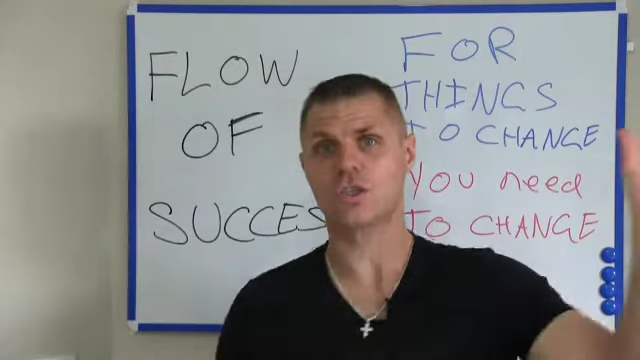 FLOW
OF
SUCCES
FOR
THINGS
TO CHANGE
You need
TO CHANGE